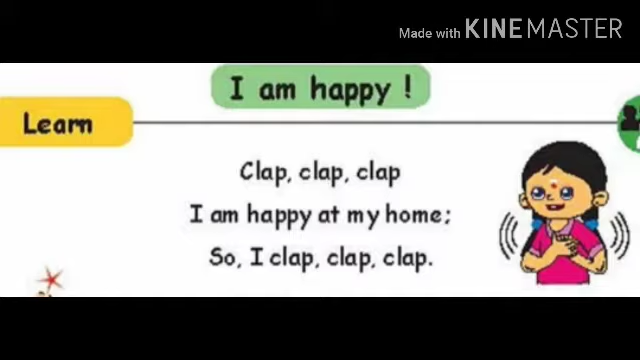 Made with KINEMASTER
I am happy !
Learn
Clap, clap, clap
I am happy at my home;
So, I clap, clap, clap.